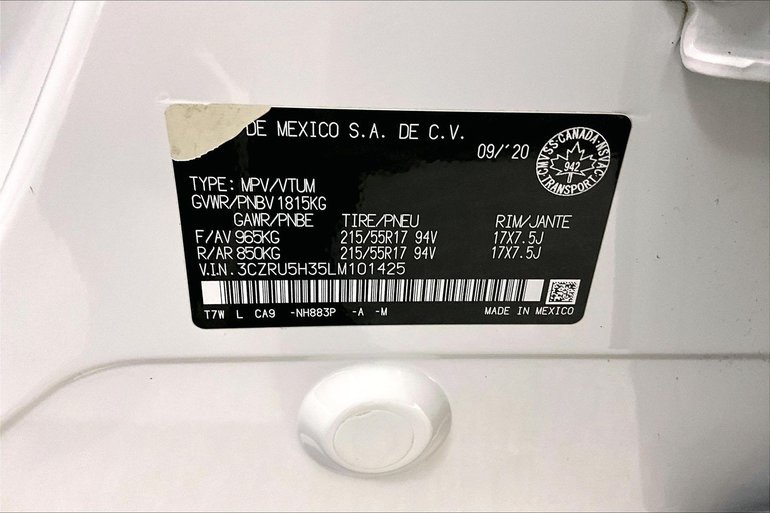 DE MEXICO S.A. DE C.V.
09/'20
CMVSS·CANADA·NSVAC
942
TRANSPORT
TYPE: MPV/VTUM
GVWR/PNBV 1815KG
GAWR/PNBE TIRE/PNEU RIM/JANTE
F/AV 965KG 215/55R17 94V 17X7.5J
R/AR 850KG 215/55R17 94V 17X7.5J
V.I.N. 3CZRU5H35LM101425
T7W L CA9 -NH883P -A -M MADE IN MEXICO